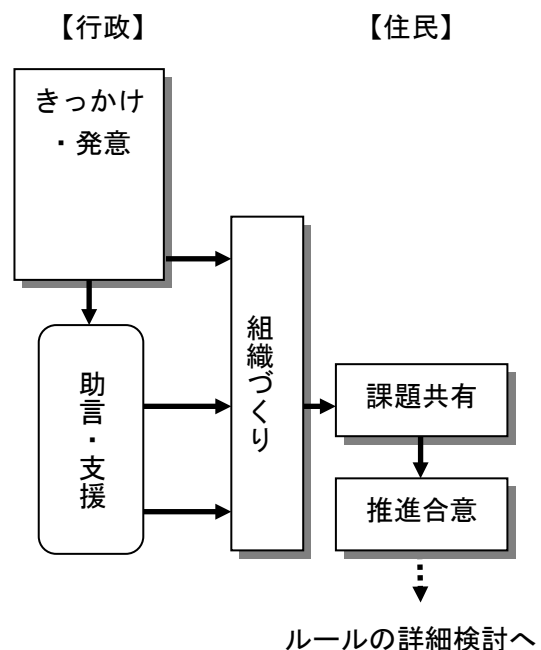 【行政】
【住民】
きっかけ
・発意
組織づくり
助言・支援
課題共有
推進合意
ルールの詳細検討へ